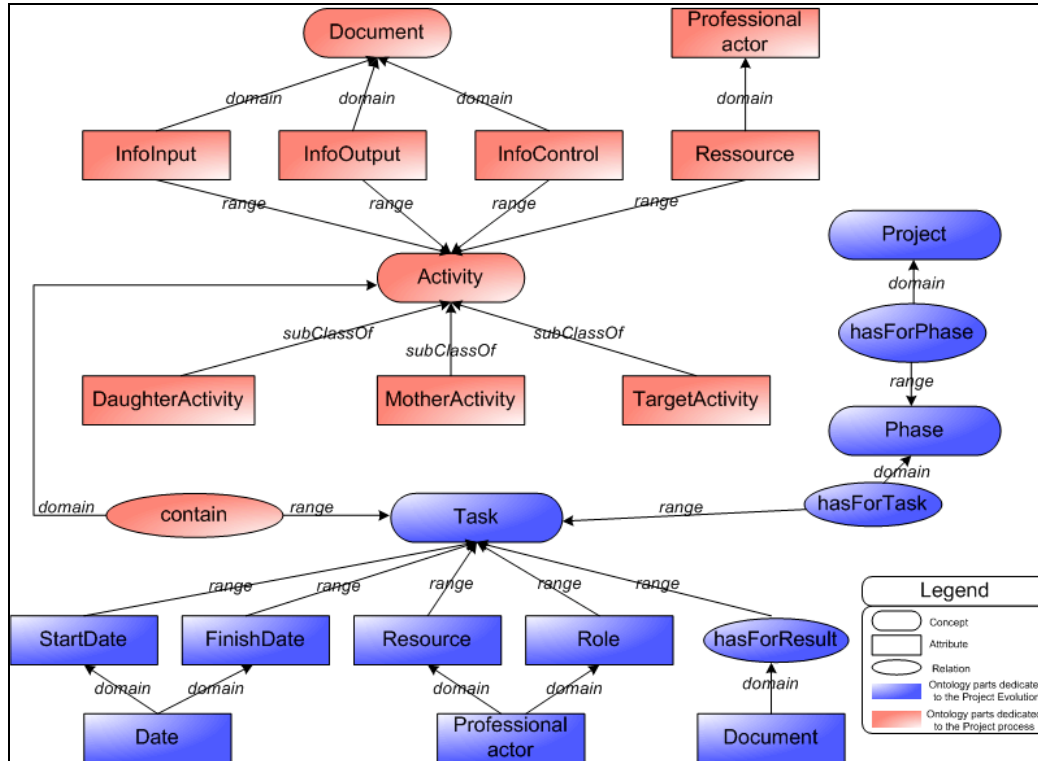 Document
Professional
actor
domain
domain
domain
domain
InfoInput
InfoOutput
InfoControl
Ressource
range
range
range
range
Project
Activity
domain
hasForPhase
subClassOf
subClassOf
subClassOf
range
DaughterActivity
MotherActivity
TargetActivity
Phase
domain
domain
contain
range
Task
range
hasForTask
range
range
range
range
range
Legend
StartDate
FinishDate
Resource
Role
hasForResult
Concept
Attribute
Relation
domain
domain
domain
domain
domain
Ontology parts dedicate
to the Project Evolution
Date
Professional
actor
Document
Ontology parts dedicated
to the Project process